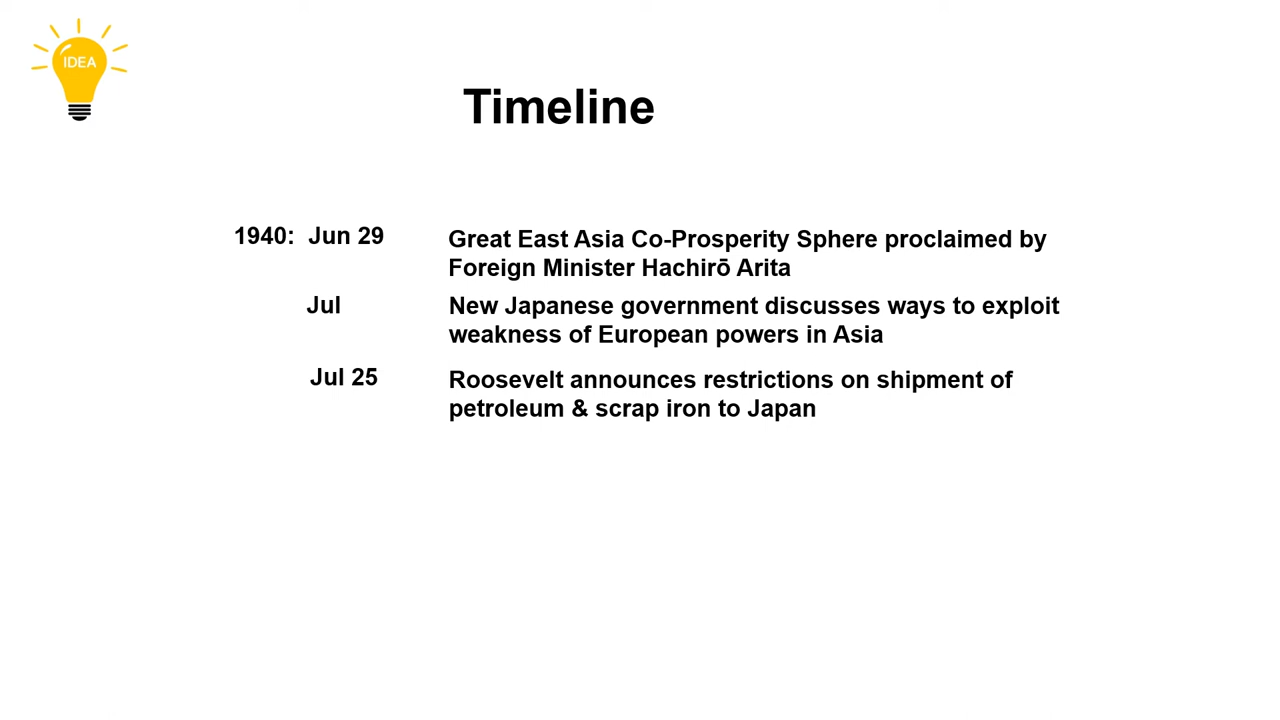 IDEA
Timeline
1940: Jun 29 Great East Asia Co-Prosperity Sphere proclaimed by
Foreign Minister Hachirō Arita
Jul New Japanese government discusses ways to exploit
weakness of European powers in Asia
Jul 25 Roosevelt announces restrictions on shipment of
petroleum & scrap iron to Japan